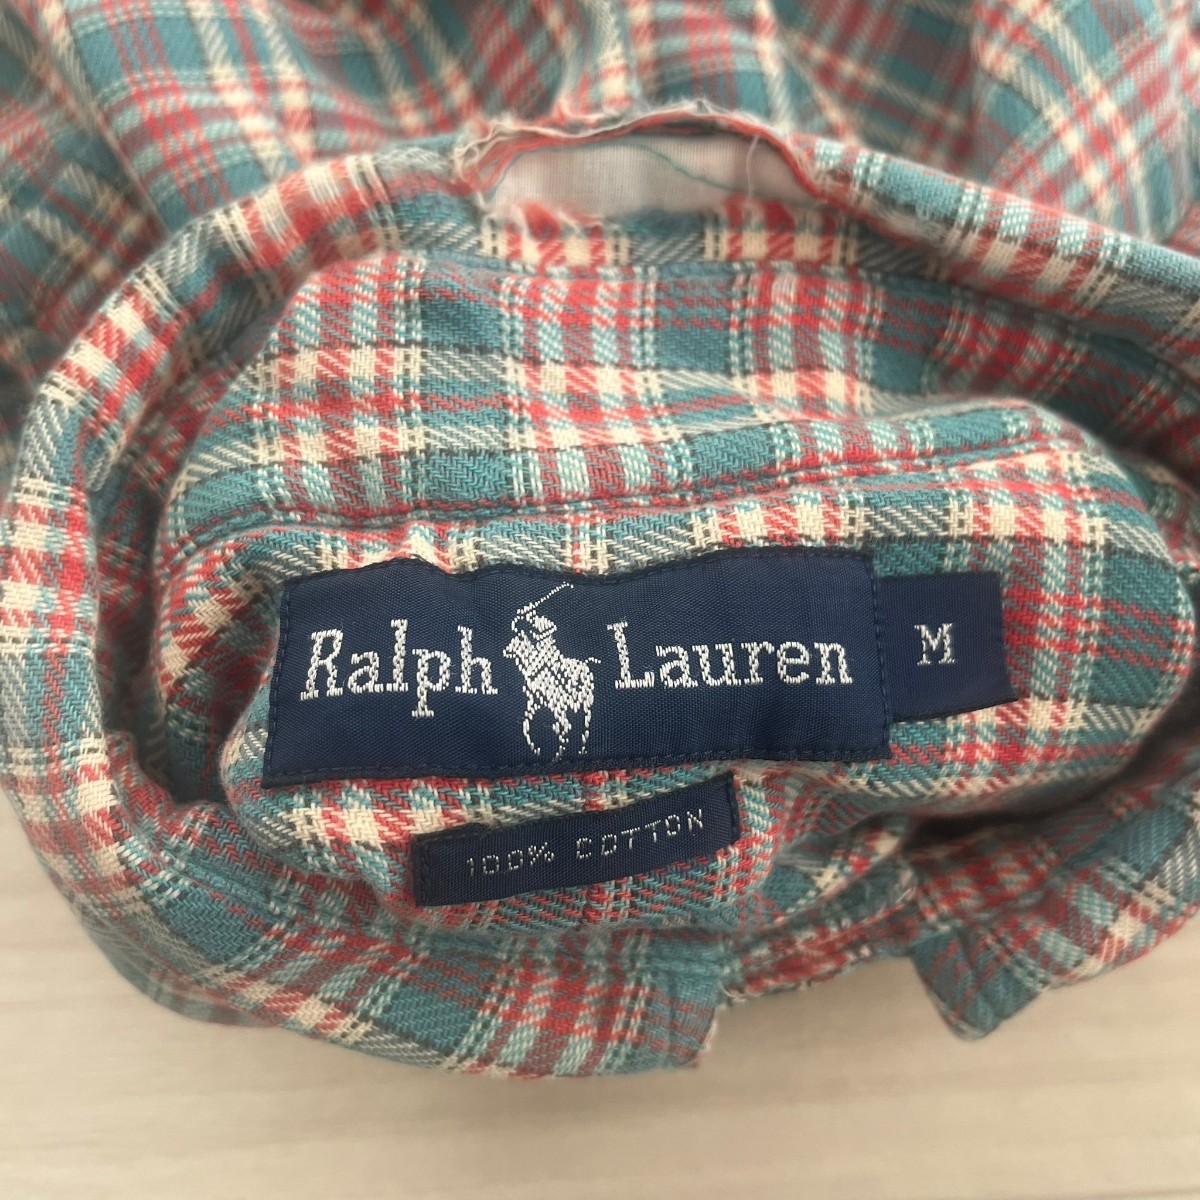 Ralph Lauren
M
100% COTTON